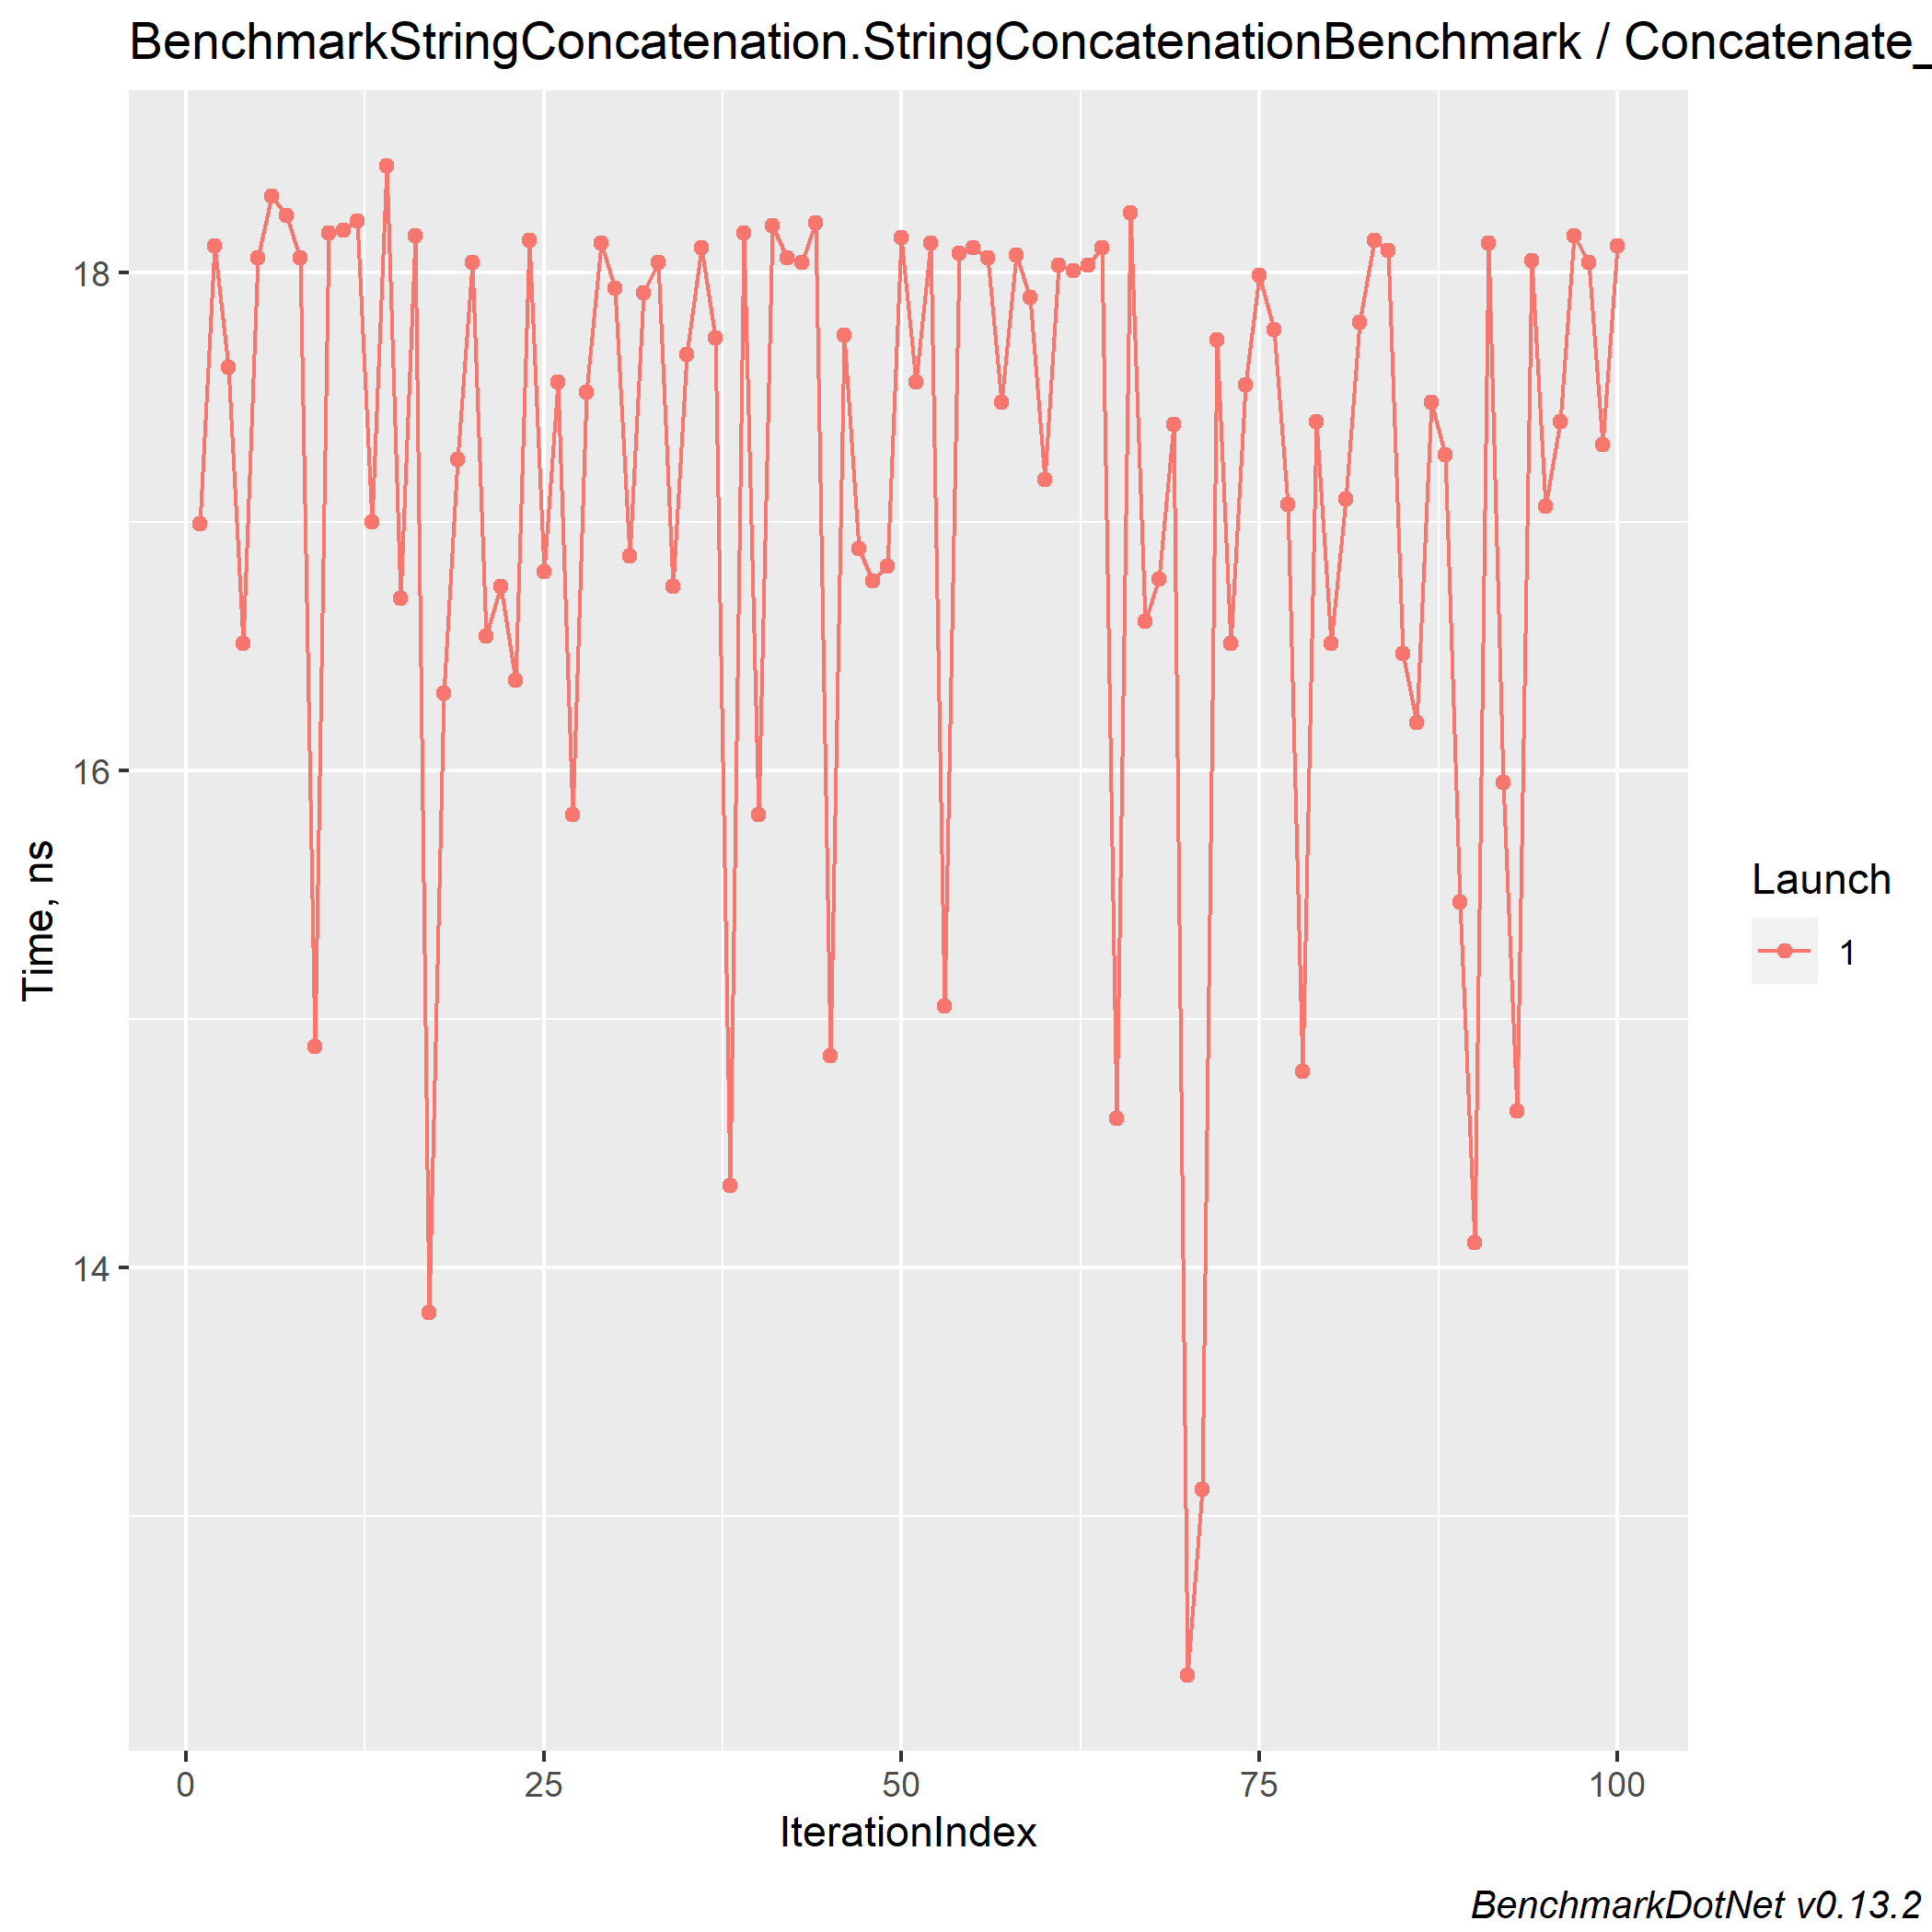 BenchmarkStringConcatenation.StringConcatenationBenchmark / Concatenate_
18
16
14
Time, ns
Launch
1
0 25 50 75 100
IterationIndex
BenchmarkDotNet v0.13.2